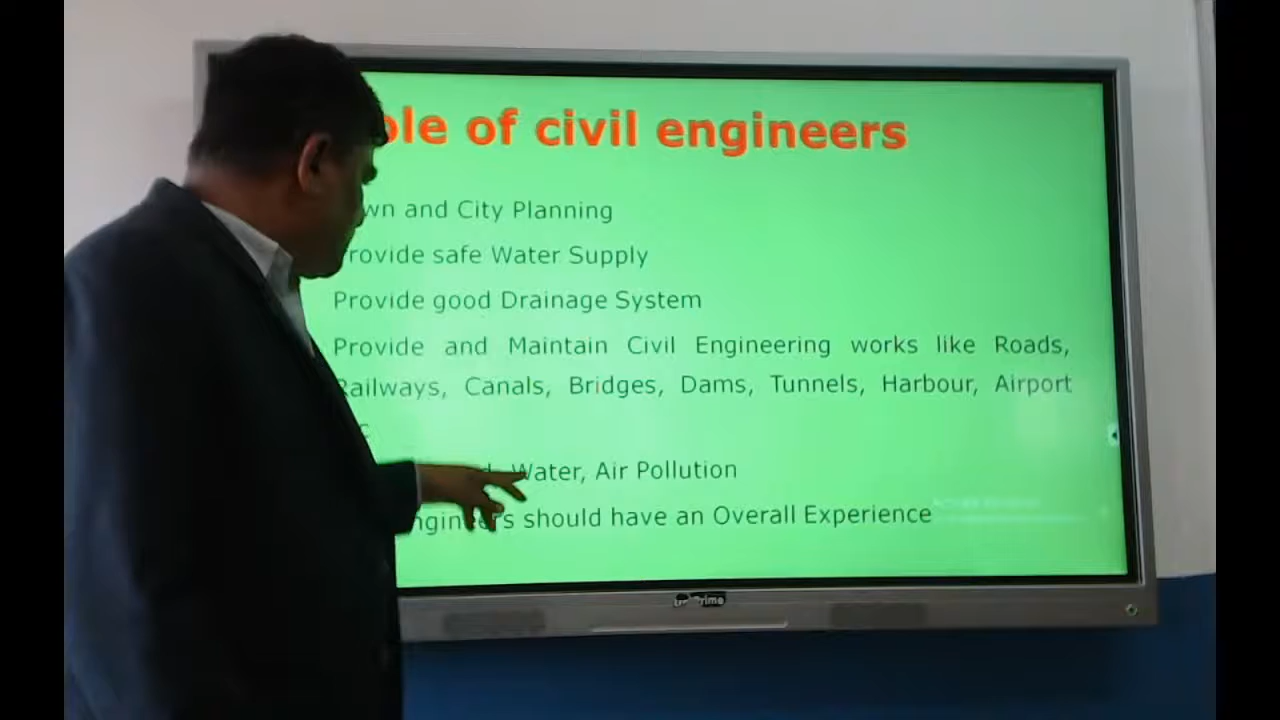 ole of civil engineers
wn and City Planning
rovide safe Water Supply
Provide good Drainage System
Provide and Maintain Civil Engineering works like Roads,
Railways, Canals, Bridges, Dams, Tunnels, Harbour, Airport
Water, Air Pollution
ngineers should have an Overall Experience